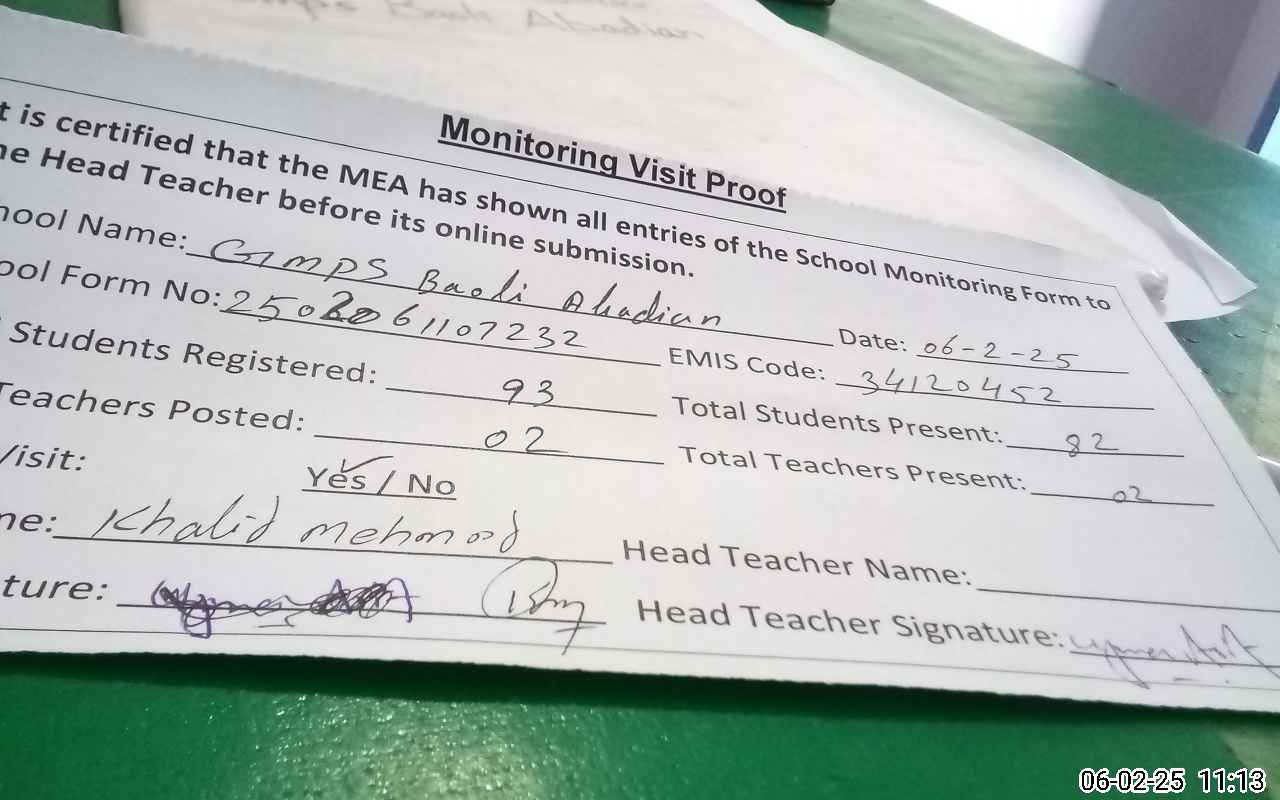 Monitoring Visit Proof
t is certified that the MEA has shown all entries of the School Monitoring Form to
he Head Teacher before its online submission.
hool Name: GMPS Baoli Abadian Date: 06-2-25
ool Form No: 2502061107232 EMIS Code: 34120452
Students Registered: 93 Total Students Present: 82
Teachers Posted: 02 Total Teachers Present: 02
Visit: Yes / No
me: Khalid Mehmood Head Teacher Name:
ture: Head Teacher Signature:
06-02-25 11:13